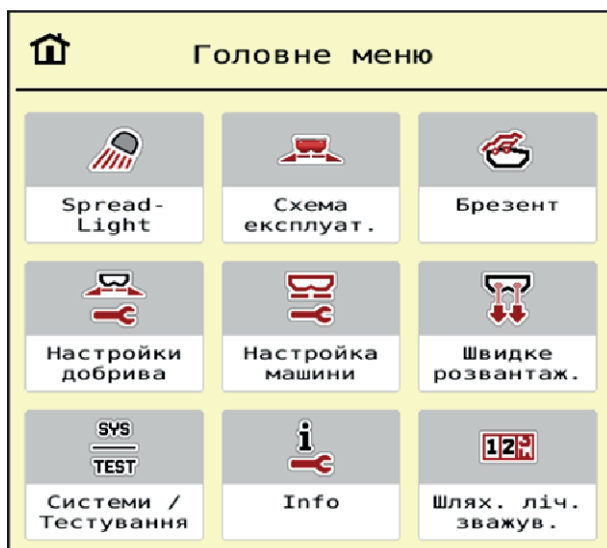 Головне меню
Spread-
Light
Схема
експлуат.
Брезент
Настройки
добрива
Настройка
машини
Швидке
розвантаж.
SYS
TEST
Системи /
Тестування
i
Info
123
Шлях. ліч.
зважув.